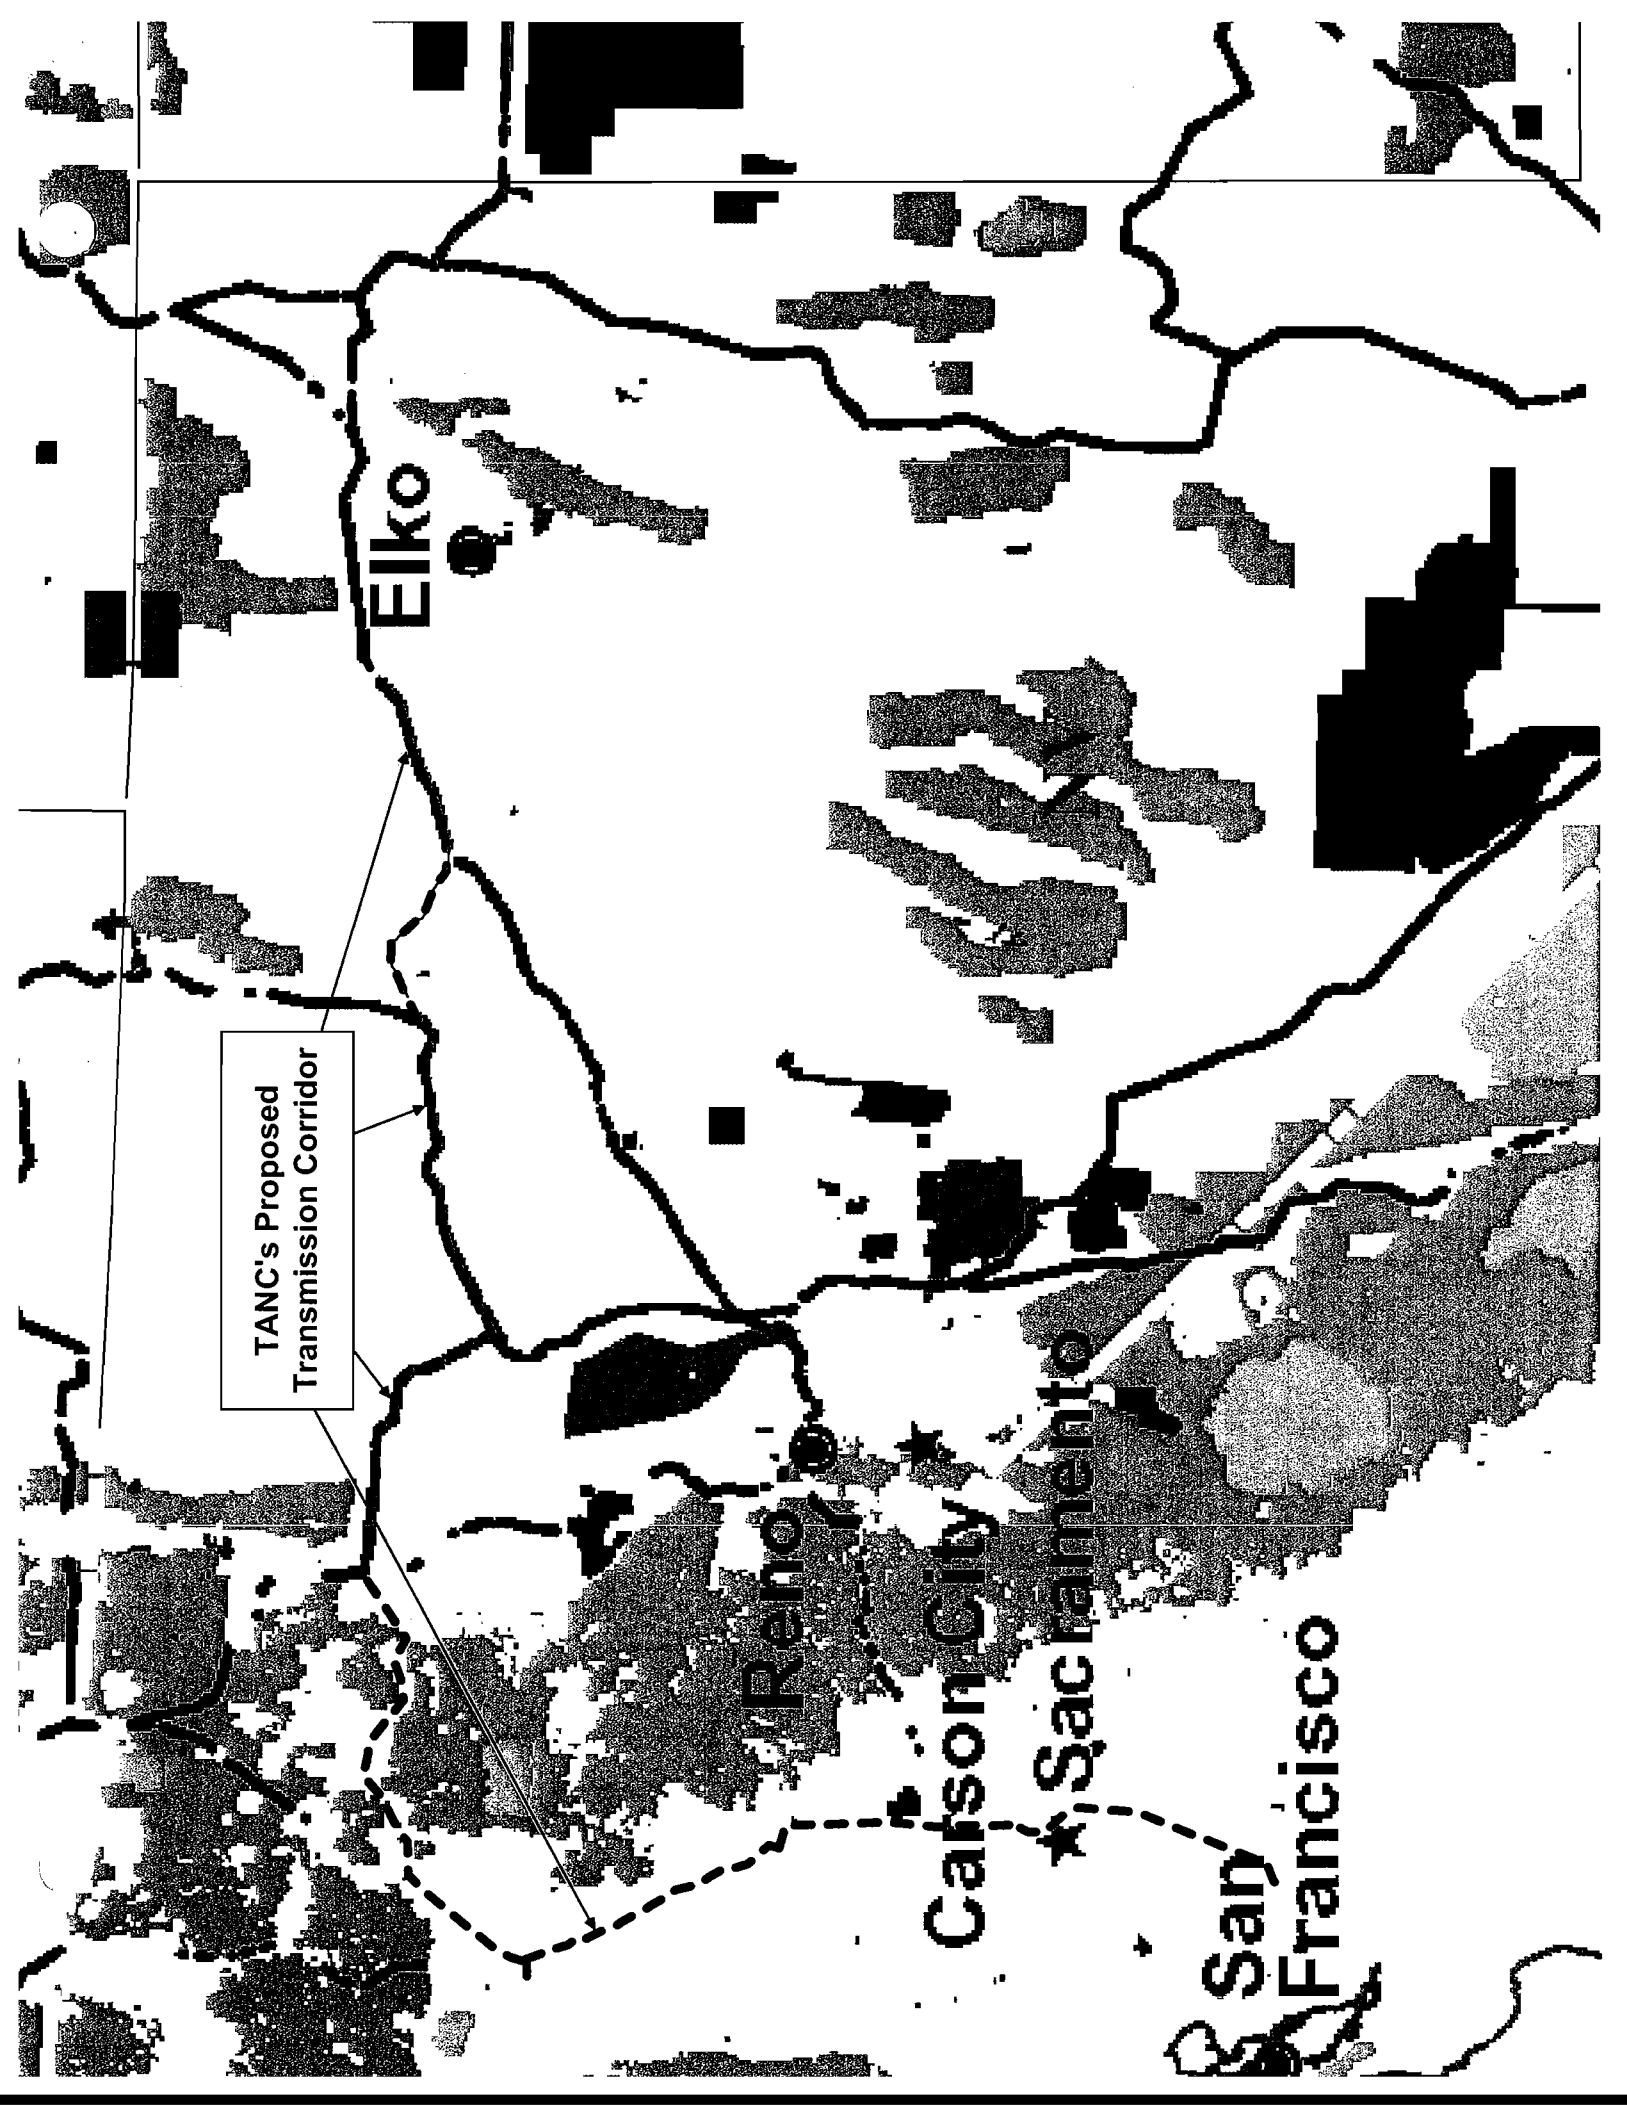 TANC's Proposed
Transmission Corridor
Elko
Reno
Carson City
Sacramento
San
Francisco